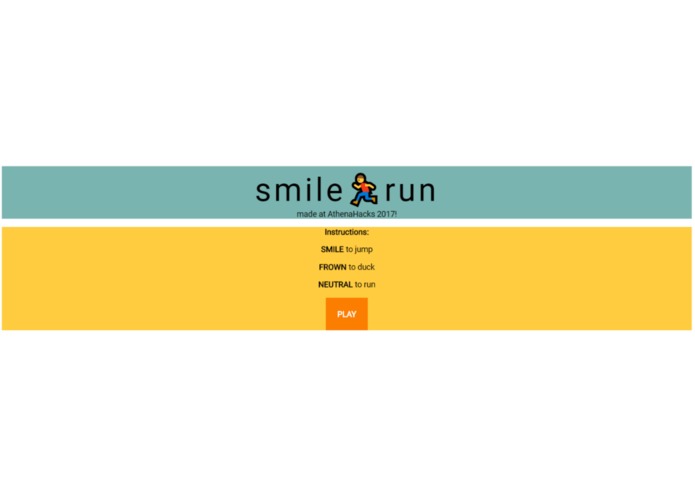 smile run
made at AthenaHacks 2017!
Instructions:
SMILE to jump
FROWN to duck
NEUTRAL to run
PLAY